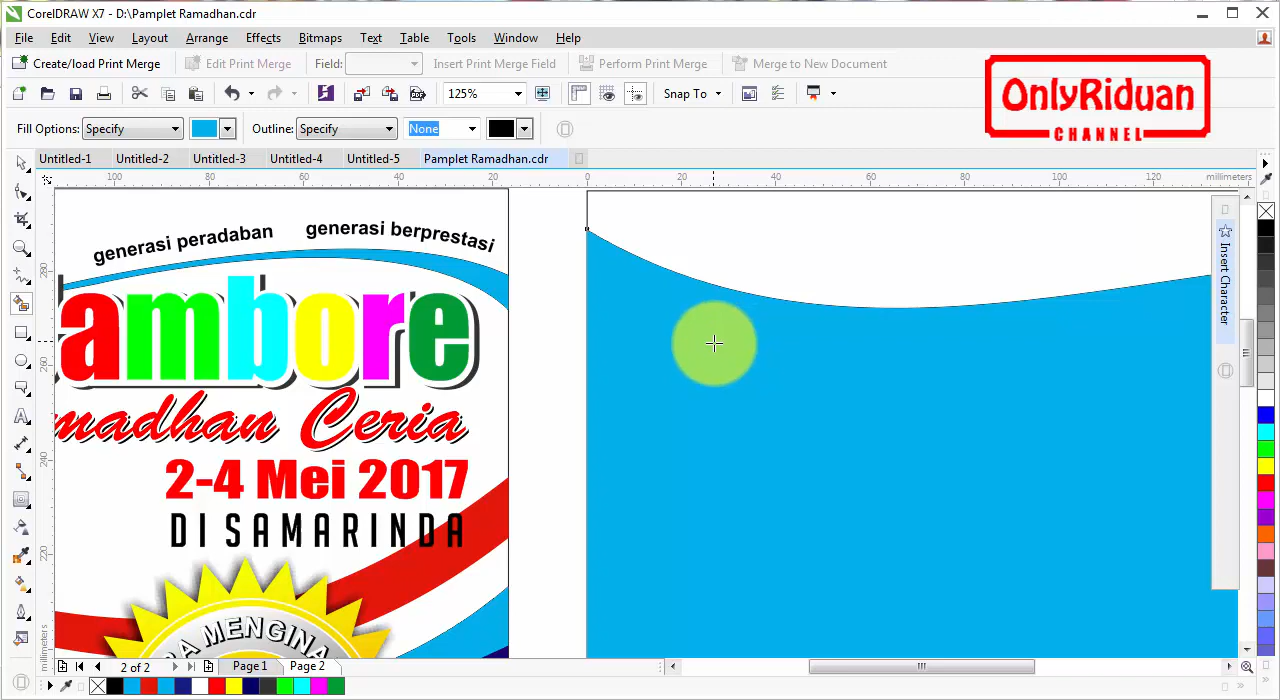 CorelDRAW X7 - D:\Pamplet Ramadhan.cdr
File Edit View Layout Arrange Effects Bitmaps Text Table Tools Window Help
Create/load Print Merge Edit Print Merge Field: Insert Print Merge Field Perform Print Merge Merge to New Document
125% Snap To
OnlyRiduan
CHANNEL
Fill Options: Specify Outline: Specify None
Untitled-1 Untitled-2 Untitled-3 Untitled-4 Untitled-5 Pamplet Ramadhan.cdr
100 80 60 40 20 0 20 40 60 80 100 120 millimeters
280
260
240
220
millimeters
generasi peradaban generasi berprestasi
ambore
madhan Ceria
2-4 Mei 2017
DI SAMARINDA
A MENGINA
Insert Character
2 of 2 Page 1 Page 2